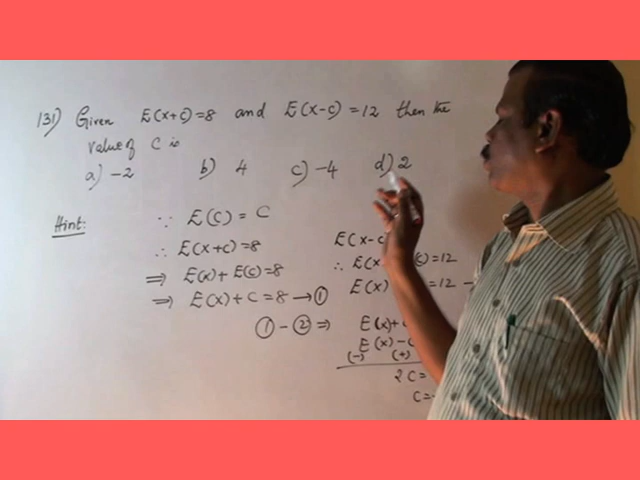 131) Given E(X+C)=8 and E(X-C)=12 then the
value of C is
a) -2 b) 4 c) -4 d) 2
Hint: ∵ E(C) = C
∴ E(X+C)=8
⇒ E(X)+E(C)=8
⇒ E(X)+C=8 → ①
E(X-C)
∴ E(X C)=12
E(X) =12 -
① - ② ⇒ E(X)+C
E(X)-C
(-) (+)
2C=
C=-